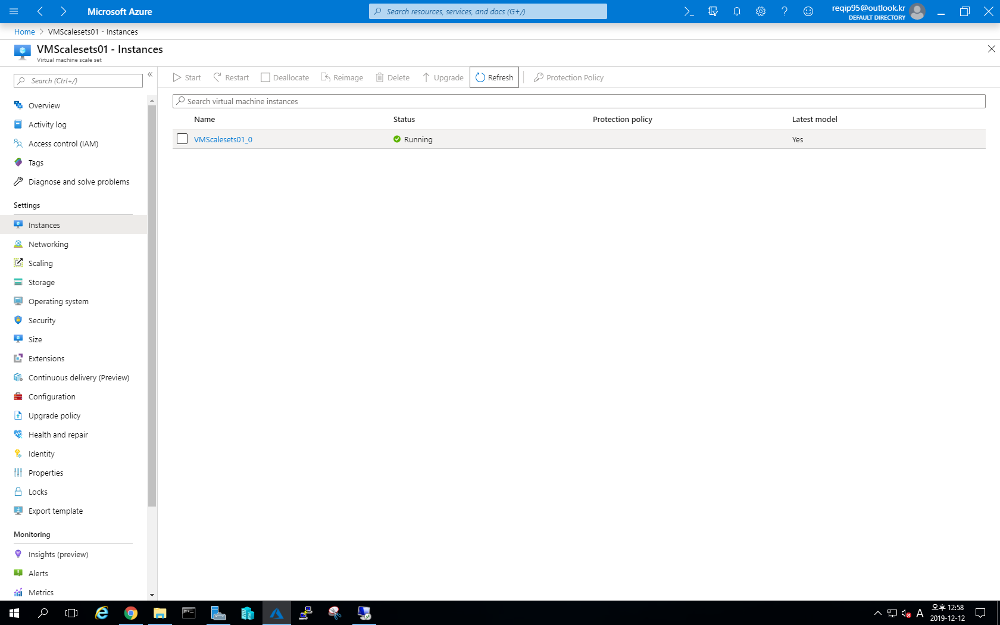 Microsoft Azure
Search resources, services, and docs (G+/)
reqip95@outlook.kr
DEFAULT DIRECTORY
Home > VMScalesets01 - Instances
VMScalesets01 - Instances
Virtual machine scale set
Search (Ctrl+/)
Overview
Activity log
Access control (IAM)
Tags
Diagnose and solve problems
Settings
Instances
Networking
Scaling
Storage
Operating system
Security
Size
Extensions
Continuous delivery (Preview)
Configuration
Upgrade policy
Health and repair
Identity
Properties
Locks
Export template
Monitoring
Insights (preview)
Alerts
Metrics
Start Restart Deallocate Reimage Delete Upgrade Refresh Protection Policy
Search virtual machine instances
Name Status Protection policy Latest model
VMScalesets01_0 Running Yes
A
오후 12:58
2019-12-12